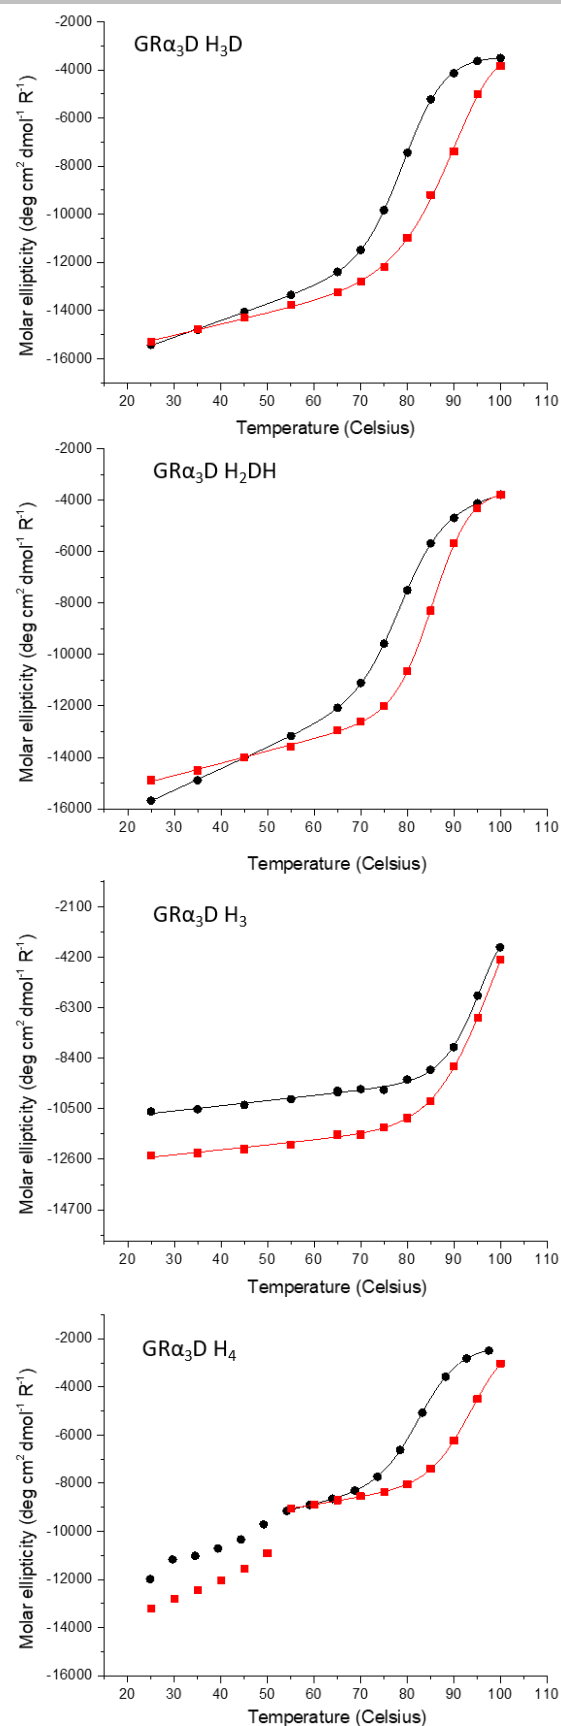 GRα₃D H₃D
Molar ellipticity (deg cm² dmol⁻¹ R⁻¹)
-2000
-4000
-6000
-8000
-10000
-12000
-14000
-16000
20 30 40 50 60 70 80 90 100 110
Temperature (Celsius)
GRα₃D H₂DH
Molar ellipticity (deg cm² dmol⁻¹ R⁻¹)
-2000
-4000
-6000
-8000
-10000
-12000
-14000
-16000
20 30 40 50 60 70 80 90 100 110
Temperature (Celsius)
GRα₃D H₃
Molar ellipticity (deg cm² dmol⁻¹ R⁻¹)
-2100
-4200
-6300
-8400
-10500
-12600
-14700
20 30 40 50 60 70 80 90 100 110
Temperature (Celsius)
GRα₃D H₄
Molar ellipticity (deg cm² dmol⁻¹ R⁻¹)
-2000
-4000
-6000
-8000
-10000
-12000
-14000
-16000
20 30 40 50 60 70 80 90 100 110
Temperature (Celsius)